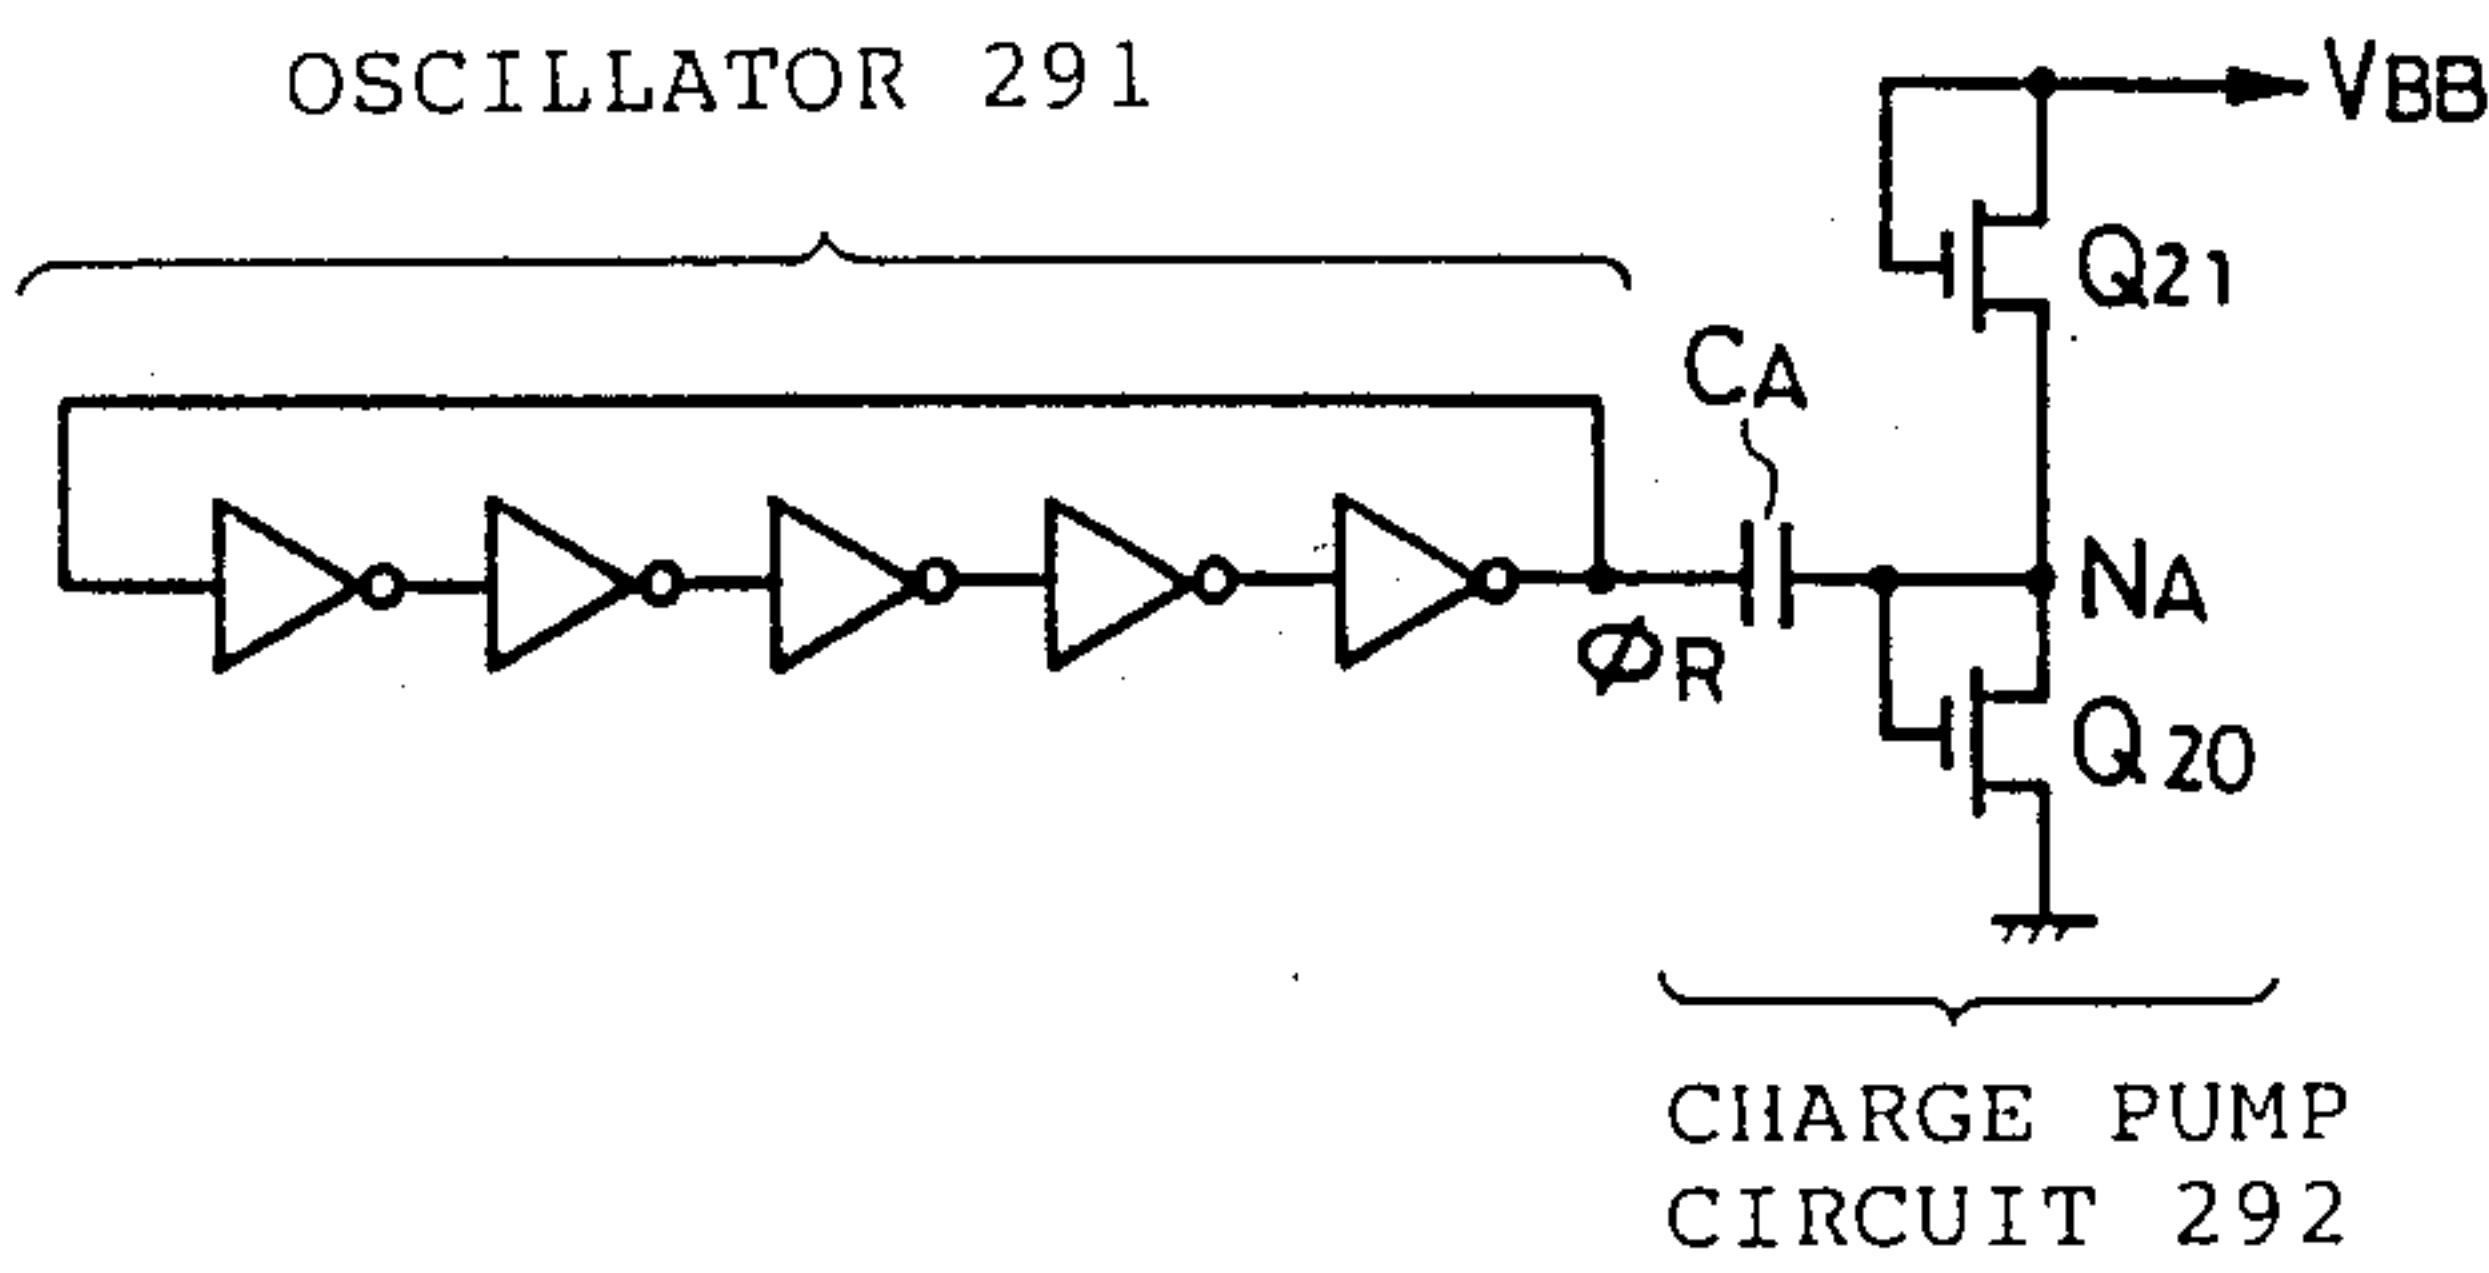 OSCILLATOR 291
VBB
Q21
CA
NA
ØR
Q20
CHARGE PUMP
CIRCUIT 292